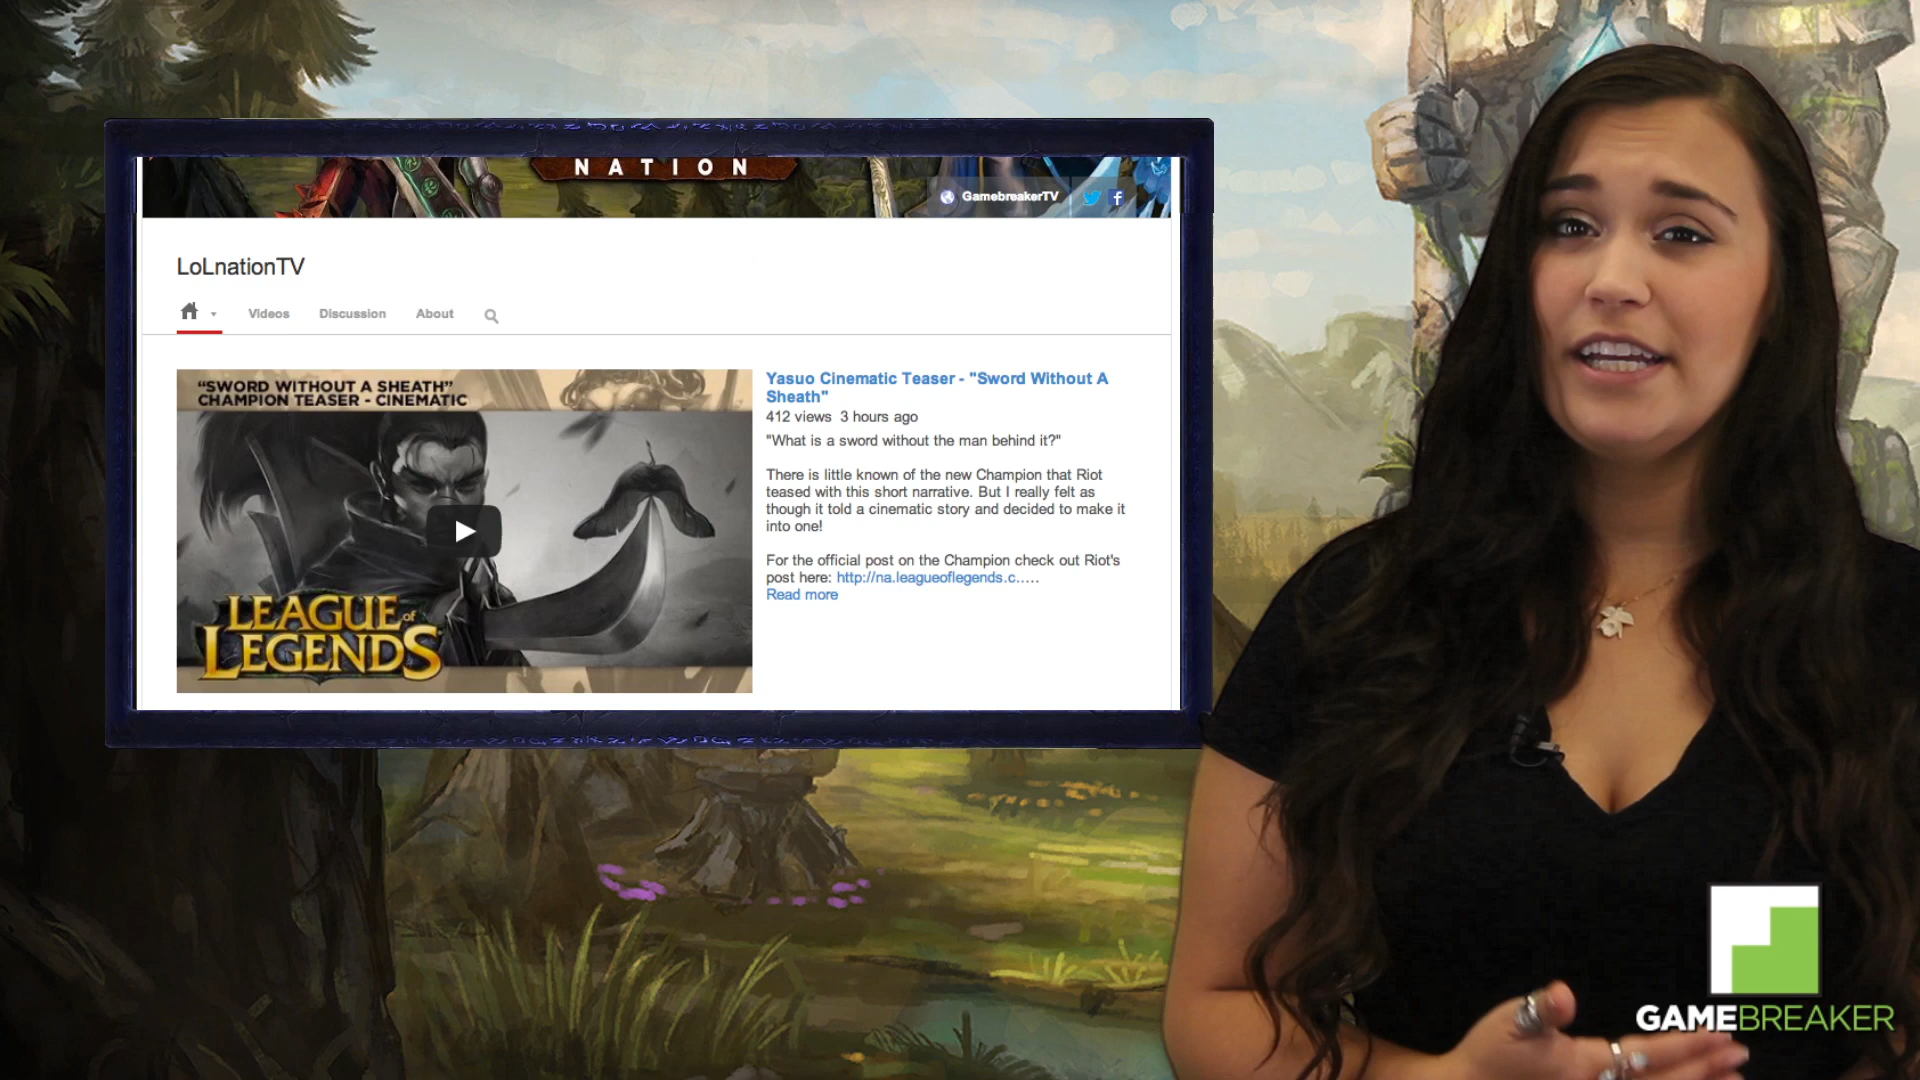 NATION
GamebreakerTV
LoLnationTV
Videos Discussion About
"SWORD WITHOUT A SHEATH"
CHAMPION TEASER - CINEMATIC
LEAGUE of
LEGENDS
Yasuo Cinematic Teaser - "Sword Without A
Sheath"
412 views 3 hours ago
"What is a sword without the man behind it?"
There is little known of the new Champion that Riot
teased with this short narrative. But I really felt as
though it told a cinematic story and decided to make it
into one!
For the official post on the Champion check out Riot's
post here: http://na.leagueoflegends.c.....
Read more
GAMEBREAKER